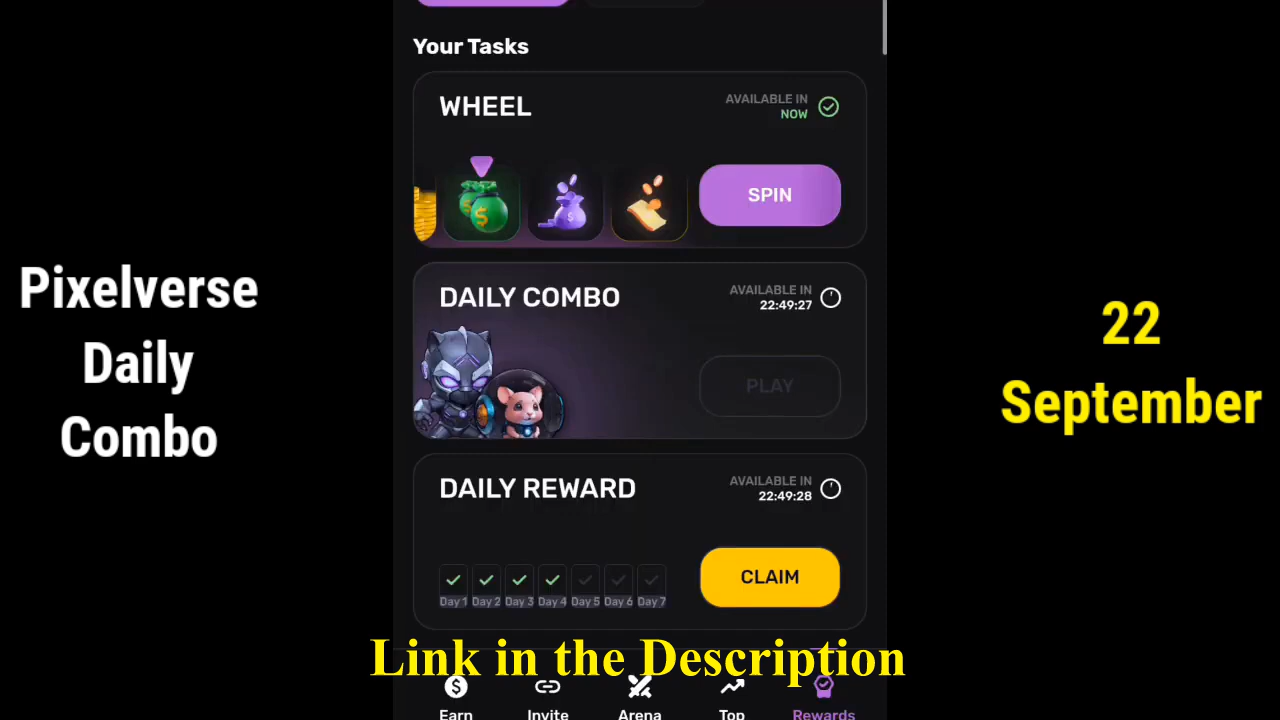 Your Tasks
WHEEL
AVAILABLE IN
NOW
SPIN
Pixelverse
Daily
Combo
DAILY COMBO
AVAILABLE IN
22:49:27
PLAY
22
September
DAILY REWARD
AVAILABLE IN
22:49:28
Day 1 Day 2 Day 3 Day 4 Day 5 Day 6 Day 7
CLAIM
Link in the Description
Earn Invite Arena Top Rewards